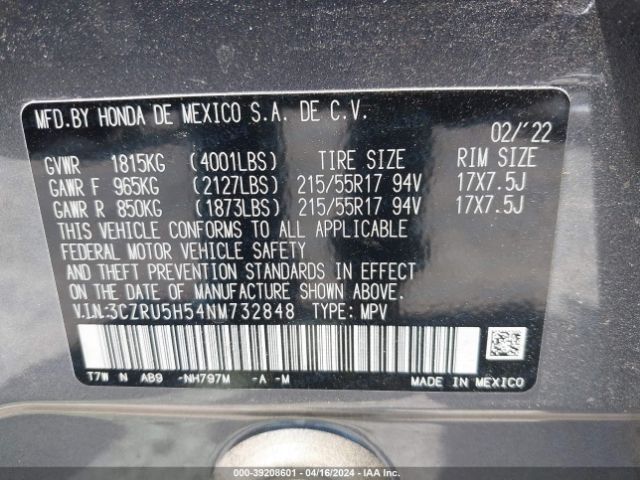 MFD.BY HONDA DE MEXICO S.A. DE C.V.
02/'22
GVWR 1815KG (4001LBS) TIRE SIZE RIM SIZE
GAWR F 965KG (2127LBS) 215/55R17 94V 17X7.5J
GAWR R 850KG (1873LBS) 215/55R17 94V 17X7.5J
THIS VEHICLE CONFORMS TO ALL APPLICABLE
FEDERAL MOTOR VEHICLE SAFETY
AND THEFT PREVENTION STANDARDS IN EFFECT ON
THE DATE OF MANUFACTURE SHOWN ABOVE.
V.I.N:3CZRU5H54NM732848 TYPE: MPV
T7W N AB9 -NH797M -A -M
MADE IN MEXICO
000-39208601 / 04/16/2024 / IAA Inc.